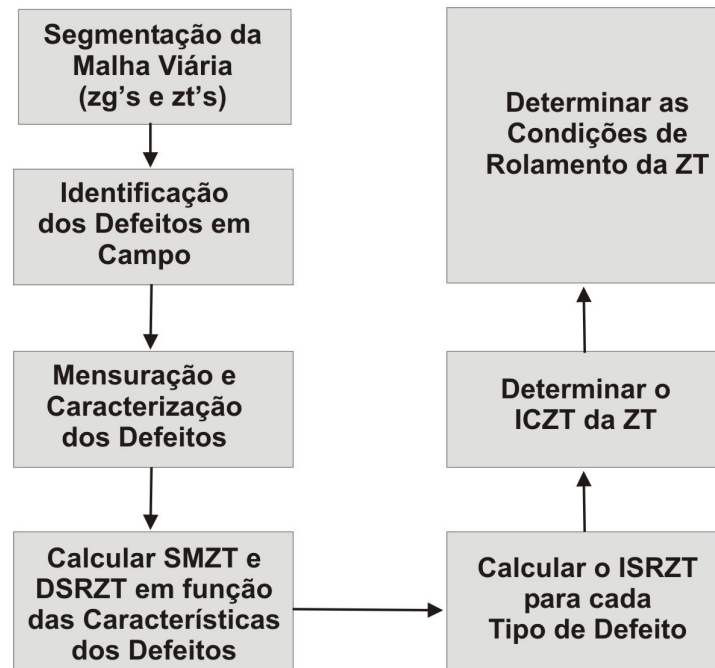 Segmentação da
Malha Viária
(zg's e zt's)
Identificação
dos Defeitos em
Campo
Mensuração e
Caracterização
dos Defeitos
Calcular SMZT e
DSRZT em função
das Características
dos Defeitos
Calcular o ISRZT
para cada
Tipo de Defeito
Determinar o
ICZT da ZT
Determinar as
Condições de
Rolamento da ZT